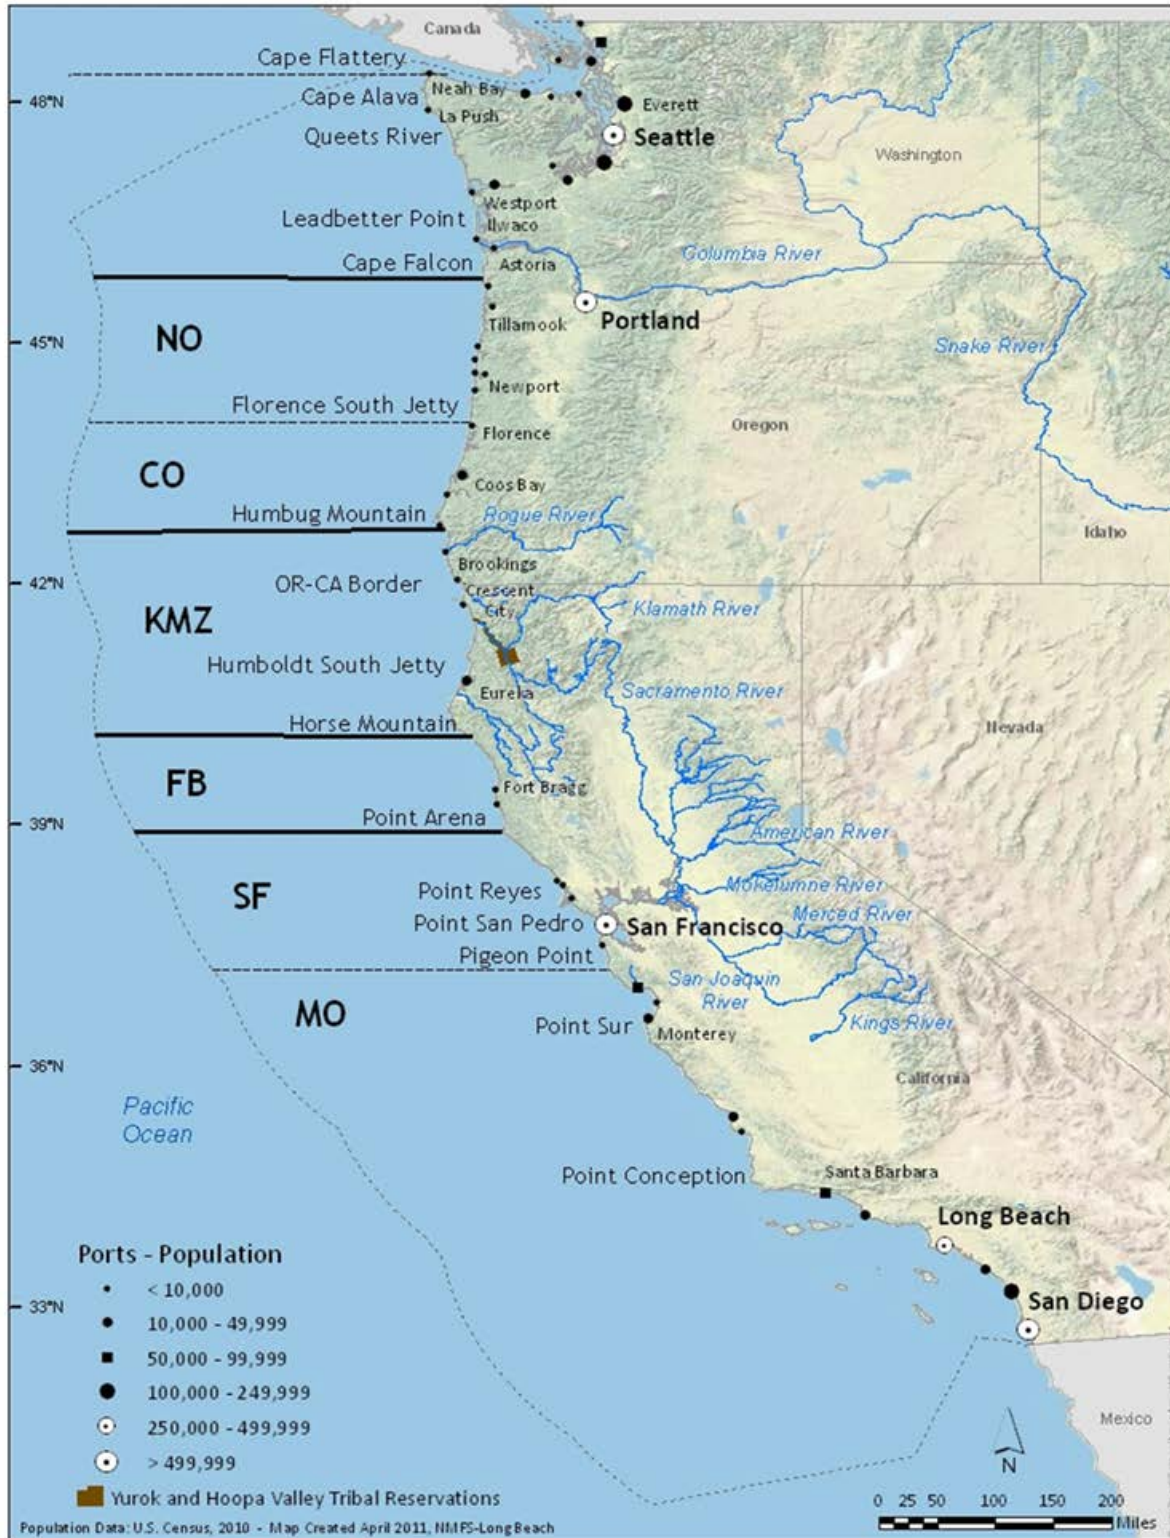 Canada
Cape Flattery
Neah Bay
Cape Alava
48°N
Everett
La Push
Queets River
Seattle
Washington
Westport
Leadbetter Point
Ilwaco
Columbia River
Cape Falcon
Astoria
Portland
Tillamook
NO
45°N
Snake River
Newport
Florence South Jetty
Oregon
Florence
CO
Coos Bay
Humbug Mountain
Rogue River
Idaho
Brookings
42°N
OR-CA Border
Crescent
City
Klamath River
KMZ
Humboldt South Jetty
Eureka
Sacramento River
Horse Mountain
Nevada
FB
Fort Bragg
Point Arena
39°N
American River
SF
Point Reyes
Mokelumne River
Merced River
Point San Pedro
San Francisco
Pigeon Point
San Joaquin
River
MO
Point Sur
Monterey
Kings River
36°N
California
Pacific
Ocean
Point Conception
Santa Barbara
Long Beach
33°N
San Diego
Mexico
Ports - Population
< 10,000
10,000 - 49,999
50,000 - 99,999
100,000 - 249,999
250,000 - 499,999
> 499,999
Yurok and Hoopa Valley Tribal Reservations
N
0 25 50 100 150 200
Miles
Population Data: U.S. Census, 2010 - Map Created April 2011, NMFS-Long Beach